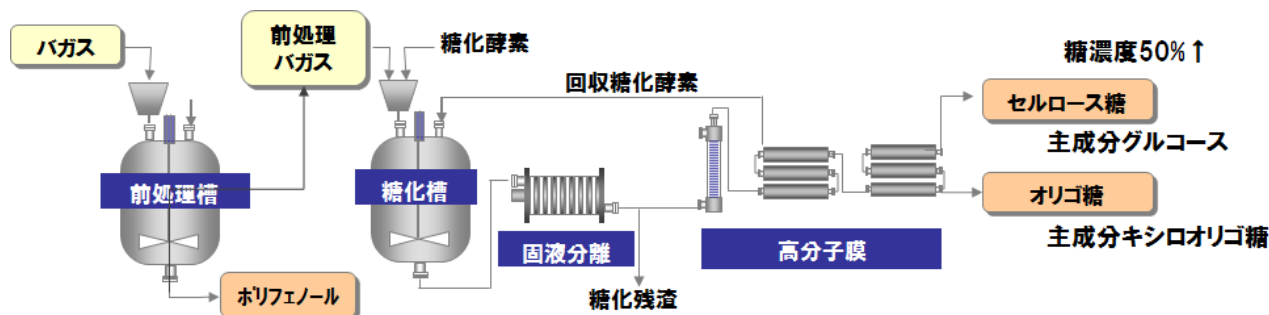 バガス
前処理
バガス
糖化酵素
回収糖化酵素
糖濃度50%↑
セルロース糖
主成分グルコース
前処理槽
糖化槽
オリゴ糖
主成分キシロオリゴ糖
固液分離
高分子膜
ポリフェノール
糖化残渣